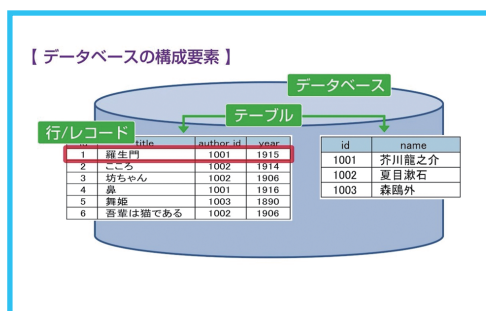 【 データベースの構成要素 】
データベース
テーブル
行/レコード
title author_id year
1 羅生門 1001 1915
2 こころ 1002 1914
3 坊ちゃん 1002 1906
4 鼻 1001 1916
5 舞姫 1003 1890
6 吾輩は猫である 1002 1906
id name
1001 芥川龍之介
1002 夏目漱石
1003 森鴎外